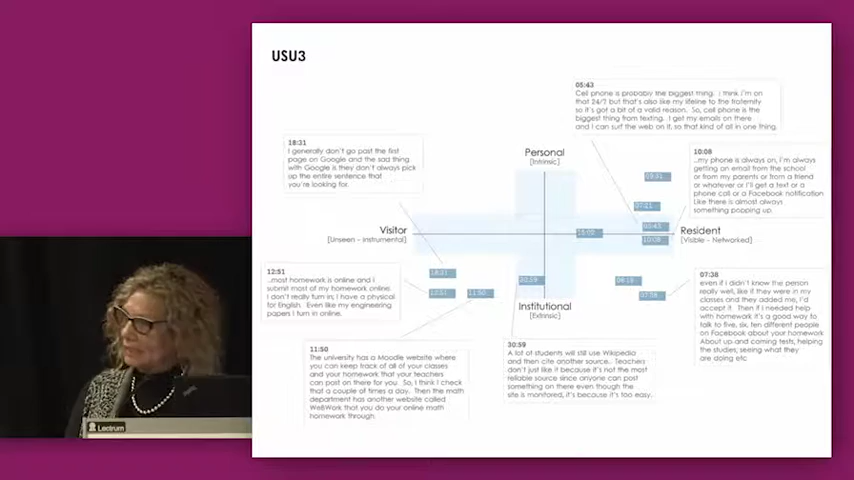 USU3
05:43
Cell phone is probably the biggest thing. I think I'm on
that 24/7 but that's also like my lifeline to the fraternity
so it's got a bit of a valid reason. So, cell phone is the
biggest from texting. I get my emails on there
and I can surf the web on it, so that kind of all in one thing.
18:31
I generally don't go past the first
page on Google and the sad thing
with Google is they don't always pick
up the entire sentence that
you're looking for.
Personal
[Intrinsic]
10:08
..my phone is always on, I'm always
getting an email from the school
or from my parents or from a friend
or whatever or I'll get a text or a
phone call or a Facebook notification
Like there is almost always
something popping up.
Visitor
[Unseen – Instrumental]
Resident
[Visible – Networked]
05:43
10:08
12:51
..most homework is online and I
submit most of my homework online.
I don't really turn in; I have a physical
for English. Even like my engineering
papers I turn in online.
18:31
12:51
11:50
30:59
07:38
Institutional
[Extrinsic]
07:38
even if I didn't know the person
really well, like if they were in my
classes and they added me, I'd
accept it. Then if I needed help
with homework it's a good way to
talk to five, six, ten different people
on Facebook about your homework
About up and coming tests, helping
the studies, seeing what they
are doing etc
11:50
The university has a Moodle website where
you can keep track of all of your classes
and your homework that your teachers
can post on there for you. So, I think I check
that a couple of times a day. Then the math
department has another website called
WeBWork that you do your online math
homework through.
30:59
A lot of students will still use Wikipedia
and then cite another source.. Teachers
don't just like it because it's not the most
reliable source since anyone can post
something on there even though the
site is monitored, it's because it's too easy.
Lectrum